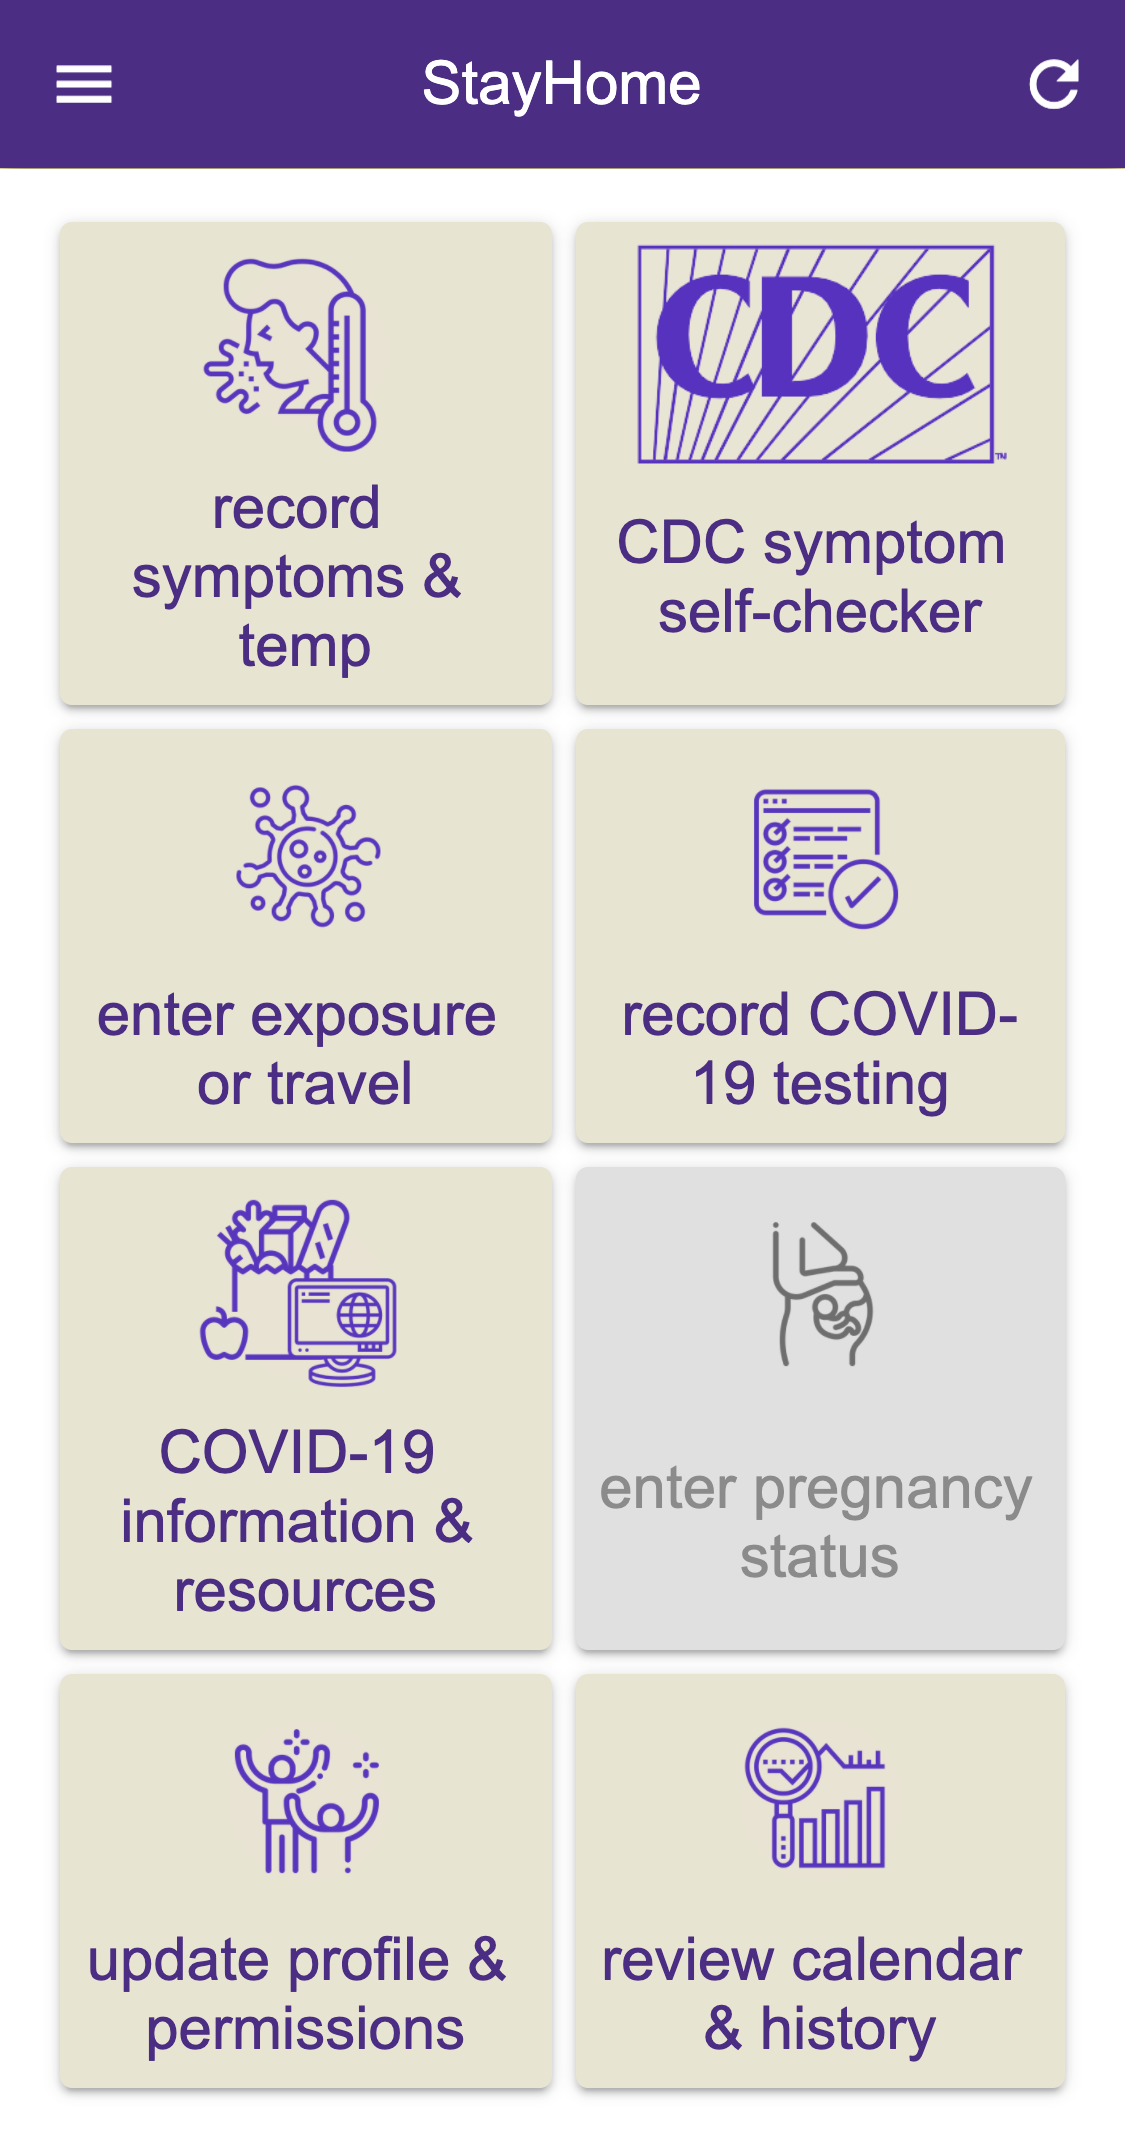 StayHome
record
symptoms &
temp
CDC
TM
CDC symptom
self-checker
enter exposure
or travel
record COVID-
19 testing
COVID-19
information &
resources
enter pregnancy
status
update profile &
permissions
review calendar
& history